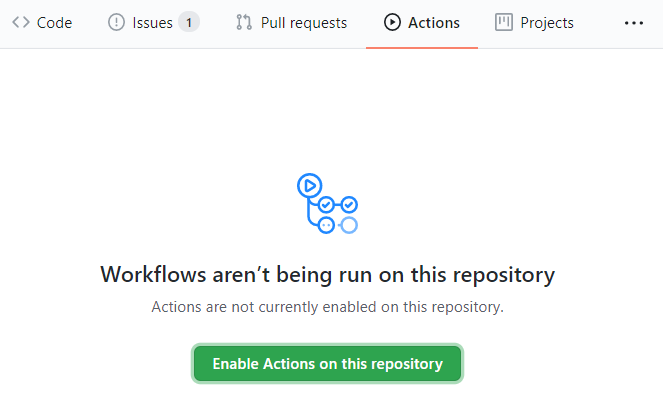 Code Issues 1 Pull requests Actions Projects
Workflows aren’t being run on this repository
Actions are not currently enabled on this repository.
Enable Actions on this repository